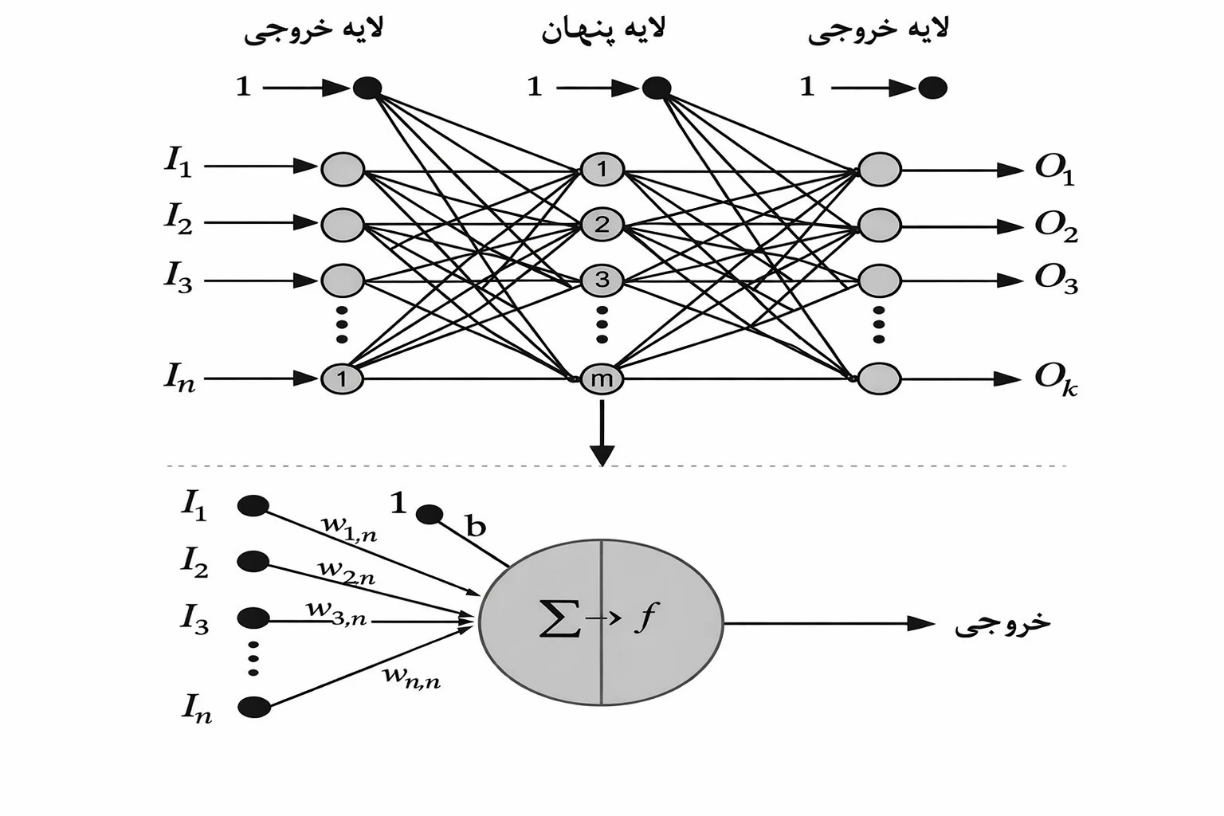 لایه خروجی لایه پنهان لایه خروجی
1 1 1
I1 1 O1
I2 2 O2
I3 3 O3
In 1 m Ok
I1 w1,n 1 b
I2 w2,n
I3 w3,n Σ → f خروجی
wn,n
In